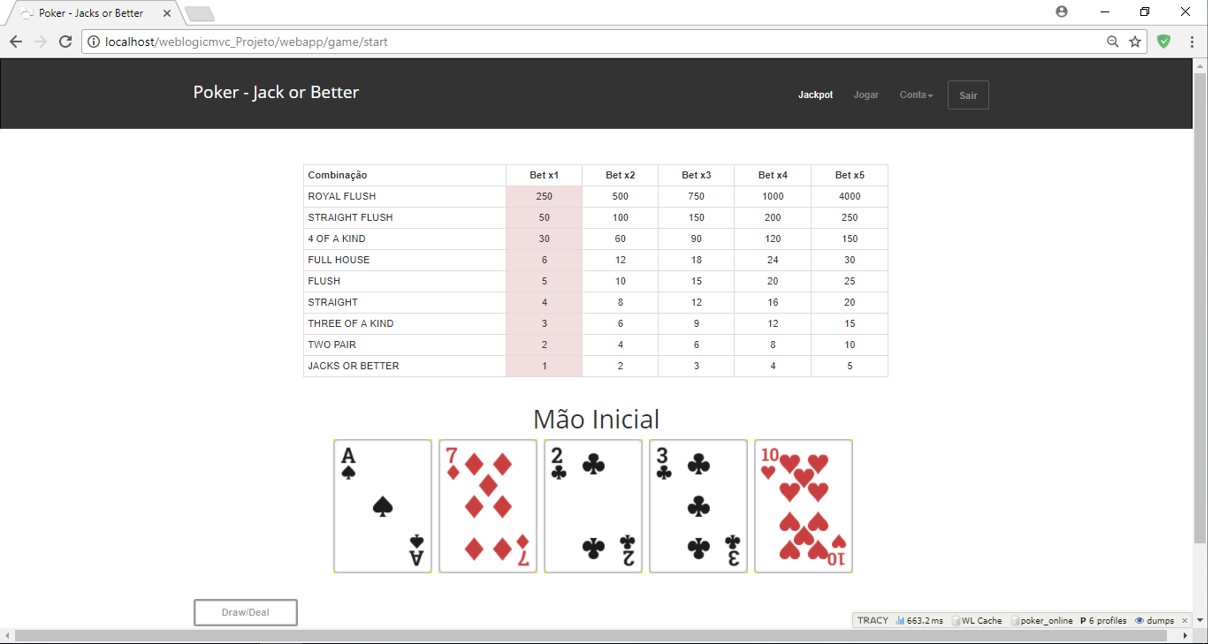 Poker - Jacks or Better
localhost/weblogicmvc_Projeto/webapp/game/start
Poker - Jack or Better
Jackpot Jogar Conta Sair
Combinação Bet x1 Bet x2 Bet x3 Bet x4 Bet x5
ROYAL FLUSH 250 500 750 1000 4000
STRAIGHT FLUSH 50 100 150 200 250
4 OF A KIND 30 60 90 120 150
FULL HOUSE 6 12 18 24 30
FLUSH 5 10 15 20 25
STRAIGHT 4 8 12 16 20
THREE OF A KIND 3 6 9 12 15
TWO PAIR 2 4 6 8 10
JACKS OR BETTER 1 2 3 4 5
Mão Inicial
A 7 2 3 10
A 7 2 3 10
Draw/Deal
TRACY 663.2 ms WL Cache poker_online P 6 profiles dumps ×